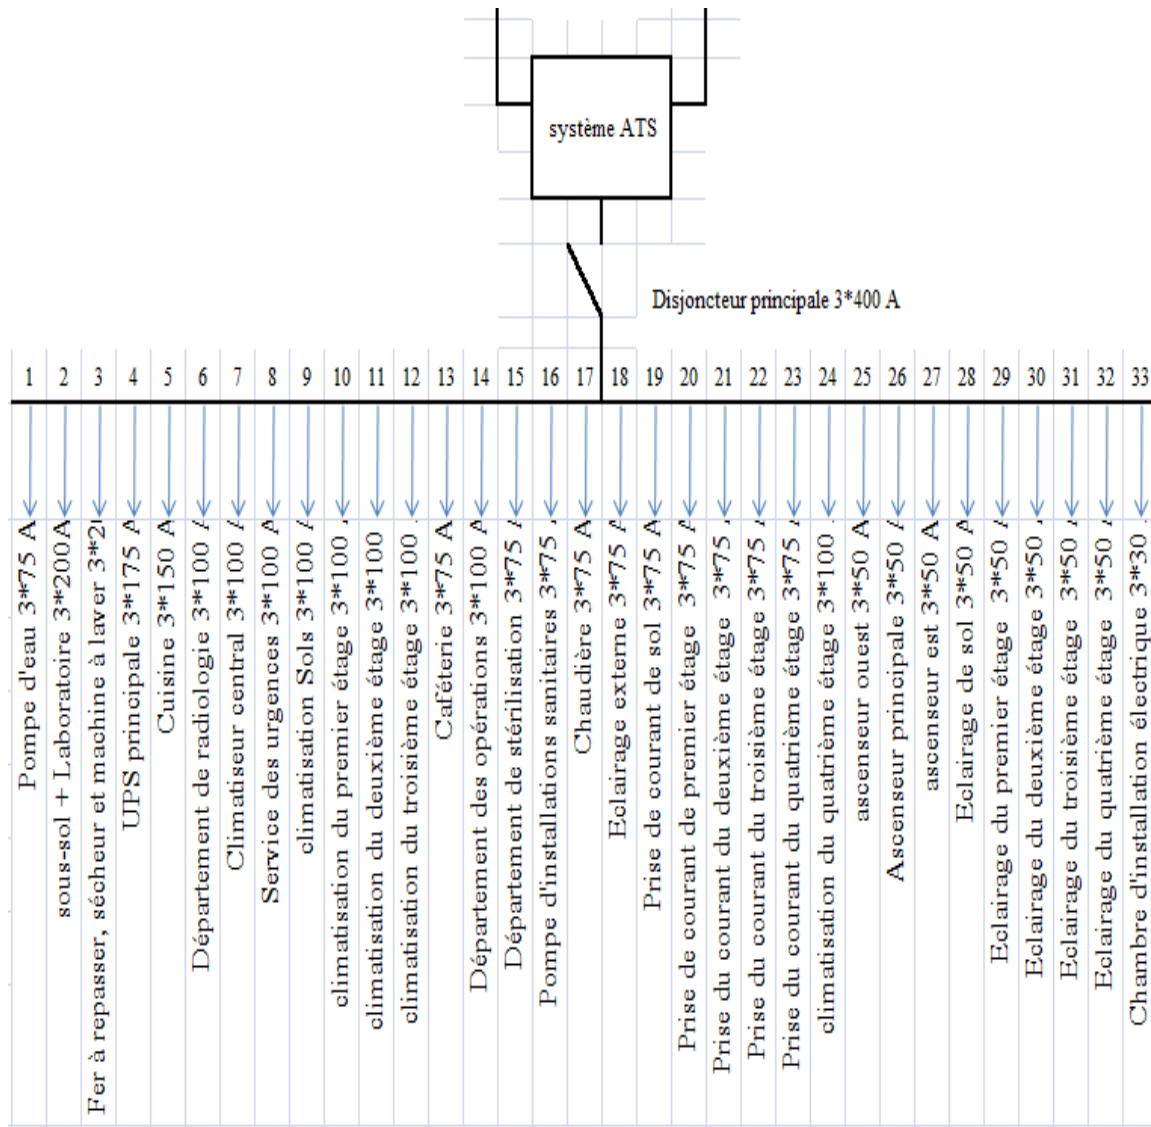 système ATS
Disjoncteur principale 3*400 A
1 2 3 4 5 6 7 8 9 10 11 12 13 14 15 16 17 18 19 20 21 22 23 24 25 26 27 28 29 30 31 32 33
Pompe d'eau 3*75 A
sous-sol + Laboratoire 3*200A
Fer à repasser, sécheur et machine à laver
UPS principale 3*175 A
Cuisine 3*150 A
Département de radiologie 3*100 A
Climatiseur central 3*100 A
Service des urgences 3*100 A
climatisation Sols 3*100 A
climatisation du premier étage 3*100
climatisation du deuxième étage 3*100
climatisation du troisième étage 3*100
Caféterie 3*75 A
Département des opérations 3*100 A
Département de stérilisation 3*75 A
Pompe d'installations sanitaires 3*75
Chaudière 3*75 A
Eclairage externe 3*75 A
Prise de courant de sol 3*75 A
Prise de courant de premier étage 3*75 A
Prise du courant du deuxième étage 3*75
Prise du courant du troisième étage 3*75 A
Prise du courant du quatrième étage 3*75 A
climatisation du quatrième étage 3*100
ascenseur ouest 3*50 A
Ascenseur principale 3*50 A
ascenseur est 3*50 A
Eclairage de sol 3*50 A
Eclairage du premier étage 3*50 A
Eclairage du deuxième étage 3*50
Eclairage du troisième étage 3*50 A
Eclairage du quatrième étage 3*50 A
Chambre d'installation électrique 3*30